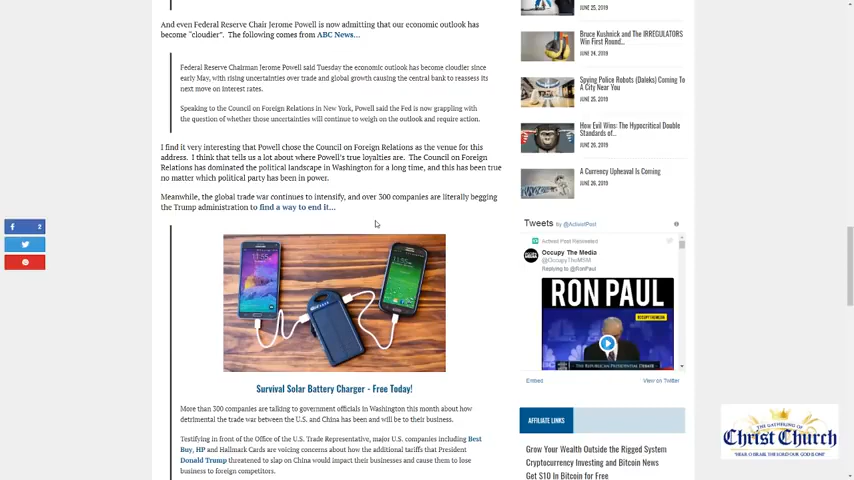 And even Federal Reserve Chair Jerome Powell is now admitting that our economic outlook has
become "cloudier". The following comes from ABC News...
Federal Reserve Chairman Jerome Powell said Tuesday the economic outlook has become cloudier since
early May, with rising uncertainties over trade and global growth causing the central bank to reassess its
next move on interest rates.
Speaking to the Council on Foreign Relations in New York, Powell said the Fed is now grappling with
the question of whether those uncertainties will continue to weigh on the outlook and require action.
I find it very interesting that Powell chose the Council on Foreign Relations as the venue for this
address. I think that tells us a lot about where Powell's true loyalties are. The Council on Foreign
Relations has dominated the political landscape in Washington for a long time, and this has been true
no matter which political party has been in power.
Meanwhile, the global trade war continues to intensify, and over 300 companies are literally begging
the Trump administration to find a way to end it...
2
11:55
Survival Solar Battery Charger - Free Today!
More than 300 companies are talking to government officials in Washington this month about how
detrimental the trade war between the U.S. and China has been and will be to their business.
Testifying in front of the Office of the U.S. Trade Representative, major U.S. companies including Best
Buy, HP and Hallmark Cards are voicing concerns about how the additional tariffs that President
Donald Trump threatened to slap on China would impact their businesses and cause them to lose
business to foreign competitors.
JUNE 25, 2019
Bruce Kushnick and The IRREGULATORS
Win First Round...
JUNE 24, 2019
Spying Police Robots (Daleks) Coming To
A City Near You
JUNE 25, 2019
How Evil Wins: The Hypocritical Double
Standards of...
JUNE 26, 2019
A Currency Upheaval Is Coming
JUNE 26, 2019
Tweets by @ActivistPost
Activist Post Retweeted
Occupy The Media
@OccupyTheMSM
Replying to @RonPaul
RON PAUL
THE REPUBLICAN PRESIDENTIAL DEBATE
Embed
View on Twitter
AFFILIATE LINKS
Grow Your Wealth Outside the Rigged System
Cryptocurrency Investing and Bitcoin News
Get $10 In Bitcoin for Free
THE GATHERING OF
Christ Church
"HEAR, O ISRAEL: THE LORD OUR GOD IS ONE"